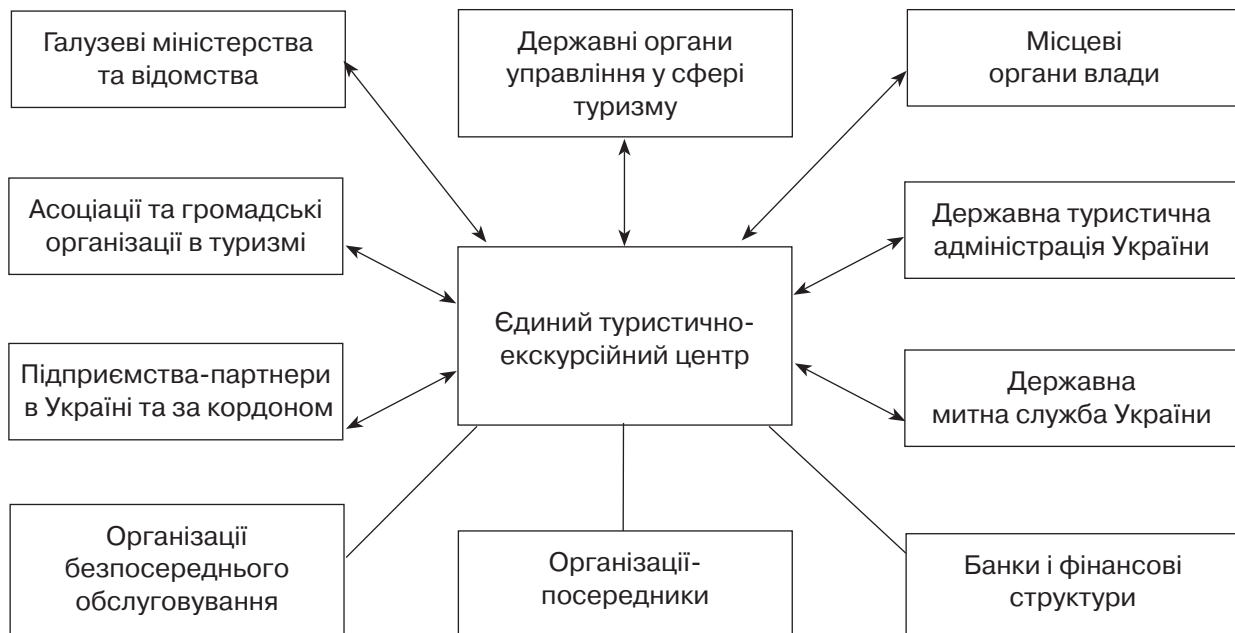 Галузеві міністерства
та відомства
Державні органи
управління у сфері
туризму
Місцеві
органи влади
Асоціації та громадські
організації в туризмі
Державна туристична
адміністрація України
Єдиний туристично-
екскурсійний центр
Підприємства-партнери
в Україні та за кордоном
Державна
митна служба України
Організації
безпосереднього
обслуговування
Організації-
посередники
Банки і фінансові
структури